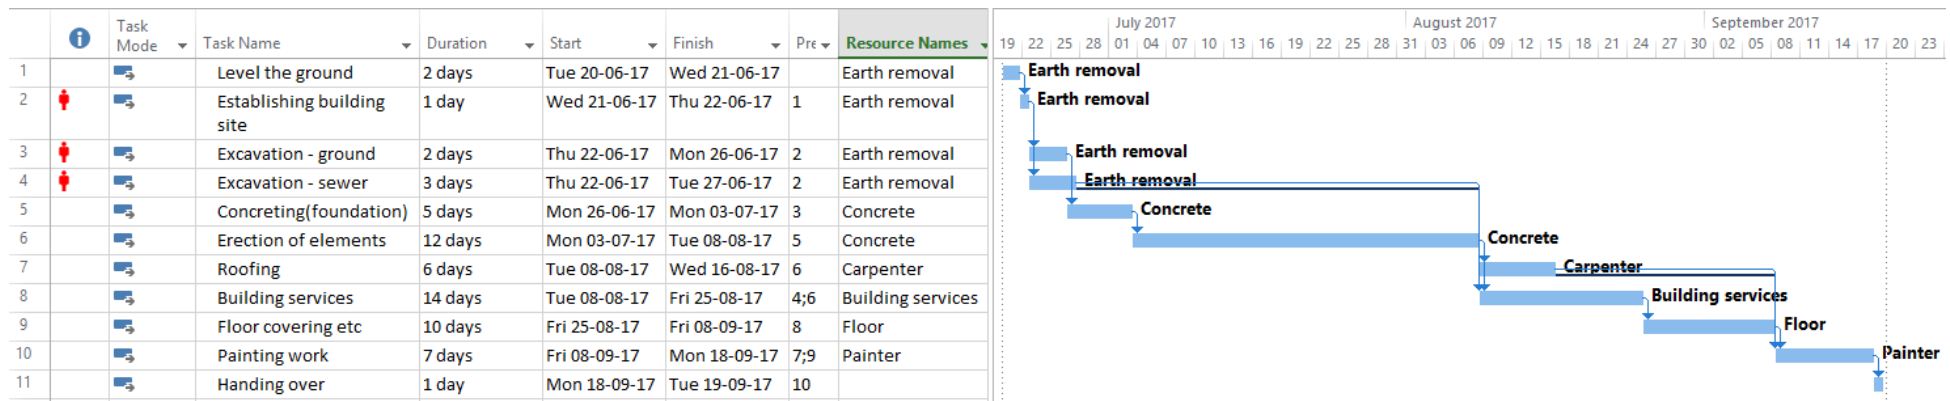 July 2017 August 2017 September 2017
Task Mode Task Name Duration Start Finish Pre Resource Names 19 22 25 28 01 04 07 10 13 16 19 22 25 28 31 03 06 09 12 15 18 21 24 27 30 02 05 08 11 14 17 20 23
1 Level the ground 2 days Tue 20-06-17 Wed 21-06-17 Earth removal Earth removal
2 Establishing building site 1 day Wed 21-06-17 Thu 22-06-17 1 Earth removal Earth removal
3 Excavation - ground 2 days Thu 22-06-17 Mon 26-06-17 2 Earth removal Earth removal
4 Excavation - sewer 3 days Thu 22-06-17 Tue 27-06-17 2 Earth removal Earth removal
5 Concreting(foundation) 5 days Mon 26-06-17 Mon 03-07-17 3 Concrete Concrete
6 Erection of elements 12 days Mon 03-07-17 Tue 08-08-17 5 Concrete Concrete
7 Roofing 6 days Tue 08-08-17 Wed 16-08-17 6 Carpenter Carpenter
8 Building services 14 days Tue 08-08-17 Fri 25-08-17 4;6 Building services Building services
9 Floor covering etc 10 days Fri 25-08-17 Fri 08-09-17 8 Floor Floor
10 Painting work 7 days Fri 08-09-17 Mon 18-09-17 7;9 Painter Painter
11 Handing over 1 day Mon 18-09-17 Tue 19-09-17 10